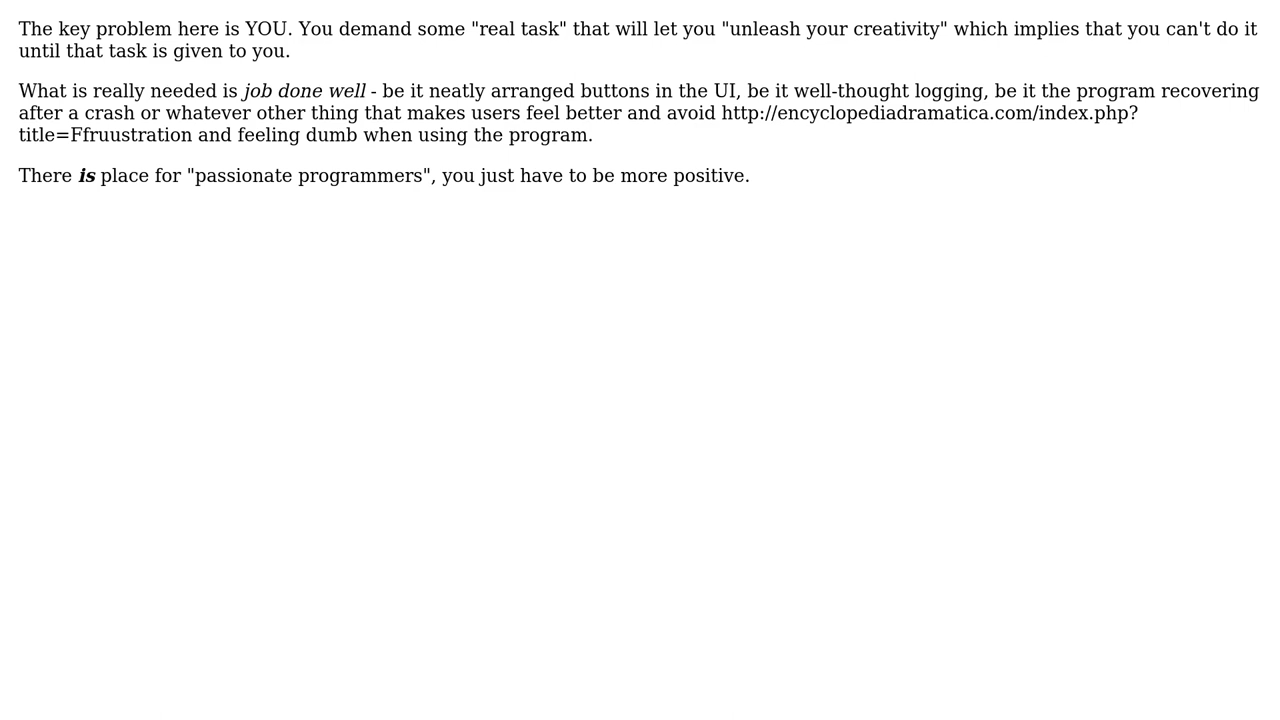 The key problem here is YOU. You demand some "real task" that will let you "unleash your creativity" which implies that you can't do it
until that task is given to you.
What is really needed is job done well - be it neatly arranged buttons in the UI, be it well-thought logging, be it the program recovering
after a crash or whatever other thing that makes users feel better and avoid http://encyclopediadramatica.com/index.php?
title=Ffruustration and feeling dumb when using the program.
There is place for "passionate programmers", you just have to be more positive.